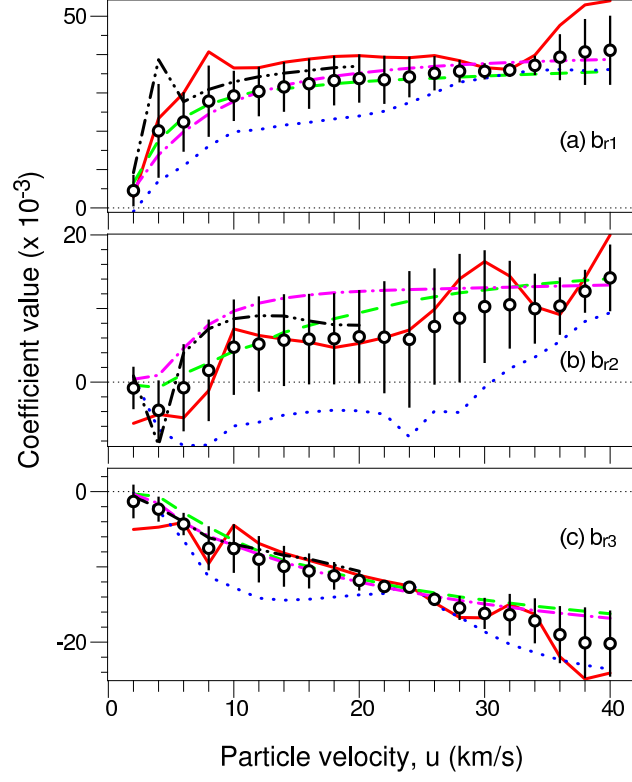 50
0
(a) br1
20
0
(b) br2
0
-20
(c) br3
Coefficient value (x 10-3)
0 10 20 30 40
Particle velocity, u (km/s)